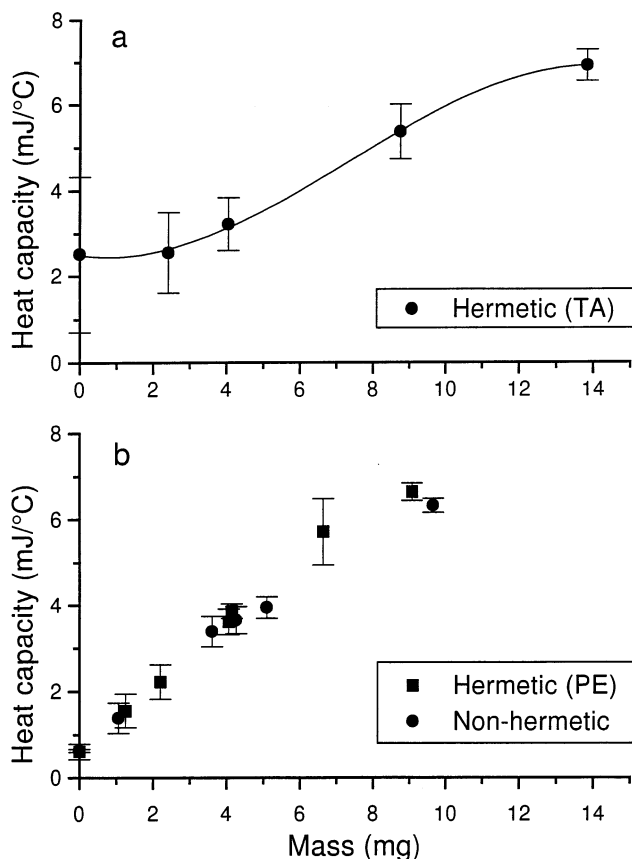 a
Heat capacity (mJ/°C)
8
6
4
2
0
Hermetic (TA)
0 2 4 6 8 10 12 14
b
Heat capacity (mJ/°C)
8
6
4
2
0
Hermetic (PE)
Non-hermetic
0 2 4 6 8 10 12 14
Mass (mg)